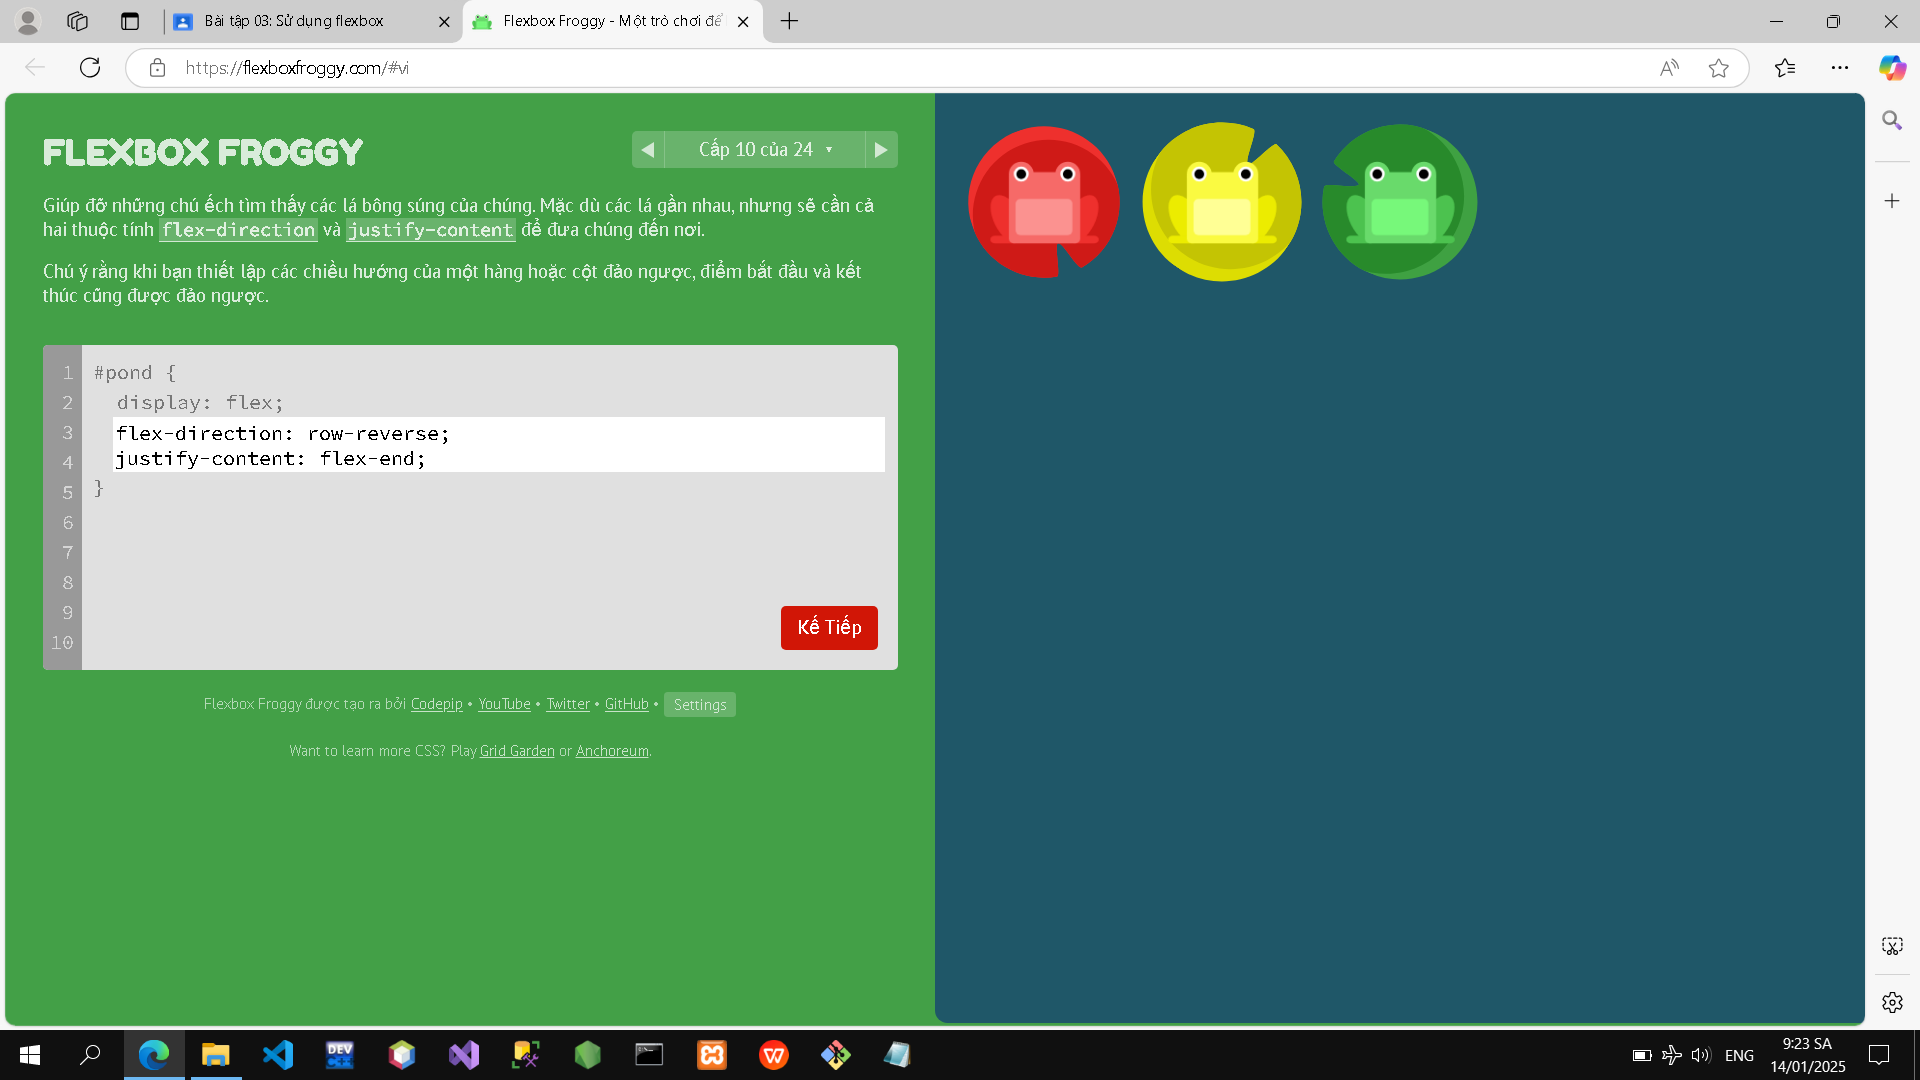 Bài tập 03: Sử dụng flexbox
Flexbox Froggy - Một trò chơi để
https://flexboxfroggy.com/#vi
FLEXBOX FROGGY
Cấp 10 của 24
Giúp đỡ những chú ếch tìm thấy các lá bông súng của chúng. Mặc dù các lá gần nhau, nhưng sẽ cần cả
hai thuộc tính flex-direction và justify-content để đưa chúng đến nơi.
Chú ý rằng khi bạn thiết lập các chiều hướng của một hàng hoặc cột đảo ngược, điểm bắt đầu và kết
thúc cũng được đảo ngược.
1 #pond {
2 display: flex;
3 flex-direction: row-reverse;
4 justify-content: flex-end;
5 }
6
7
8
9
10
Kế Tiếp
Flexbox Froggy được tạo ra bởi Codepip • YouTube • Twitter • GitHub • Settings
Want to learn more CSS? Play Grid Garden or Anchoreum.
DEV
C++
ENG
9:23 SA
14/01/2025